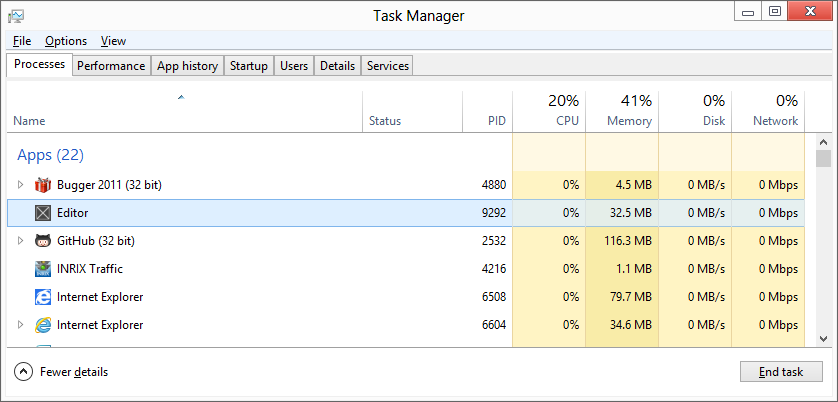 Task Manager
File Options View
Processes Performance App history Startup Users Details Services
20% 41% 0% 0%
Name Status PID CPU Memory Disk Network
Apps (22)
Bugger 2011 (32 bit) 4880 0% 4.5 MB 0 MB/s 0 Mbps
Editor 9292 0% 32.5 MB 0 MB/s 0 Mbps
GitHub (32 bit) 2532 0% 116.3 MB 0 MB/s 0 Mbps
INRIX Traffic 4216 0% 1.1 MB 0 MB/s 0 Mbps
Internet Explorer 6508 0% 79.7 MB 0 MB/s 0 Mbps
Internet Explorer 6604 0% 34.6 MB 0 MB/s 0 Mbps
Fewer details End task